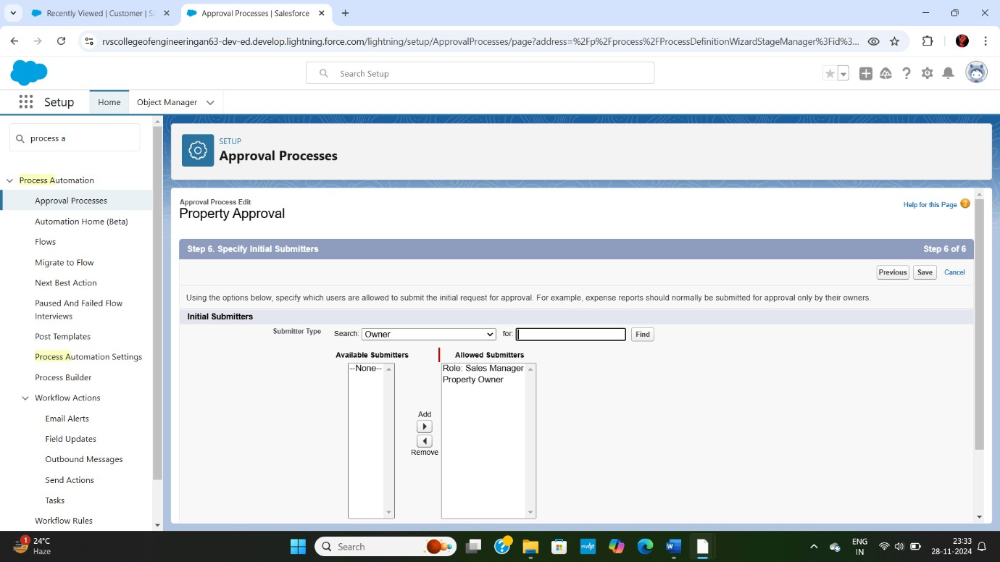 Recently Viewed | Customer | Sa
Approval Processes | Salesforce
rvscollegeofengineeringan63-dev-ed.develop.lightning.force.com/lightning/setup/ApprovalProcesses/page?address=%2Fp%2Fprocess%2FProcessDefinitionWizardStageManager%3Fid%3...
Search Setup
Setup
Home
Object Manager
process a
Process Automation
Approval Processes
Automation Home (Beta)
Flows
Migrate to Flow
Next Best Action
Paused And Failed Flow
Interviews
Post Templates
Process Automation Settings
Process Builder
Workflow Actions
Email Alerts
Field Updates
Outbound Messages
Send Actions
Tasks
Workflow Rules
SETUP
Approval Processes
Approval Process Edit
Property Approval
Help for this Page ?
Step 6. Specify Initial Submitters
Step 6 of 6
Previous Save Cancel
Using the options below, specify which users are allowed to submit the initial request for approval. For example, expense reports should normally be submitted for approval only by their owners.
Initial Submitters
Submitter Type Search: Owner for: Find
Available Submitters
Allowed Submitters
--None--
Role: Sales Manager
Property Owner
Add
Remove
1
24°C
Haze
Search
myhp
W
ENG
IN
23:33
28-11-2024